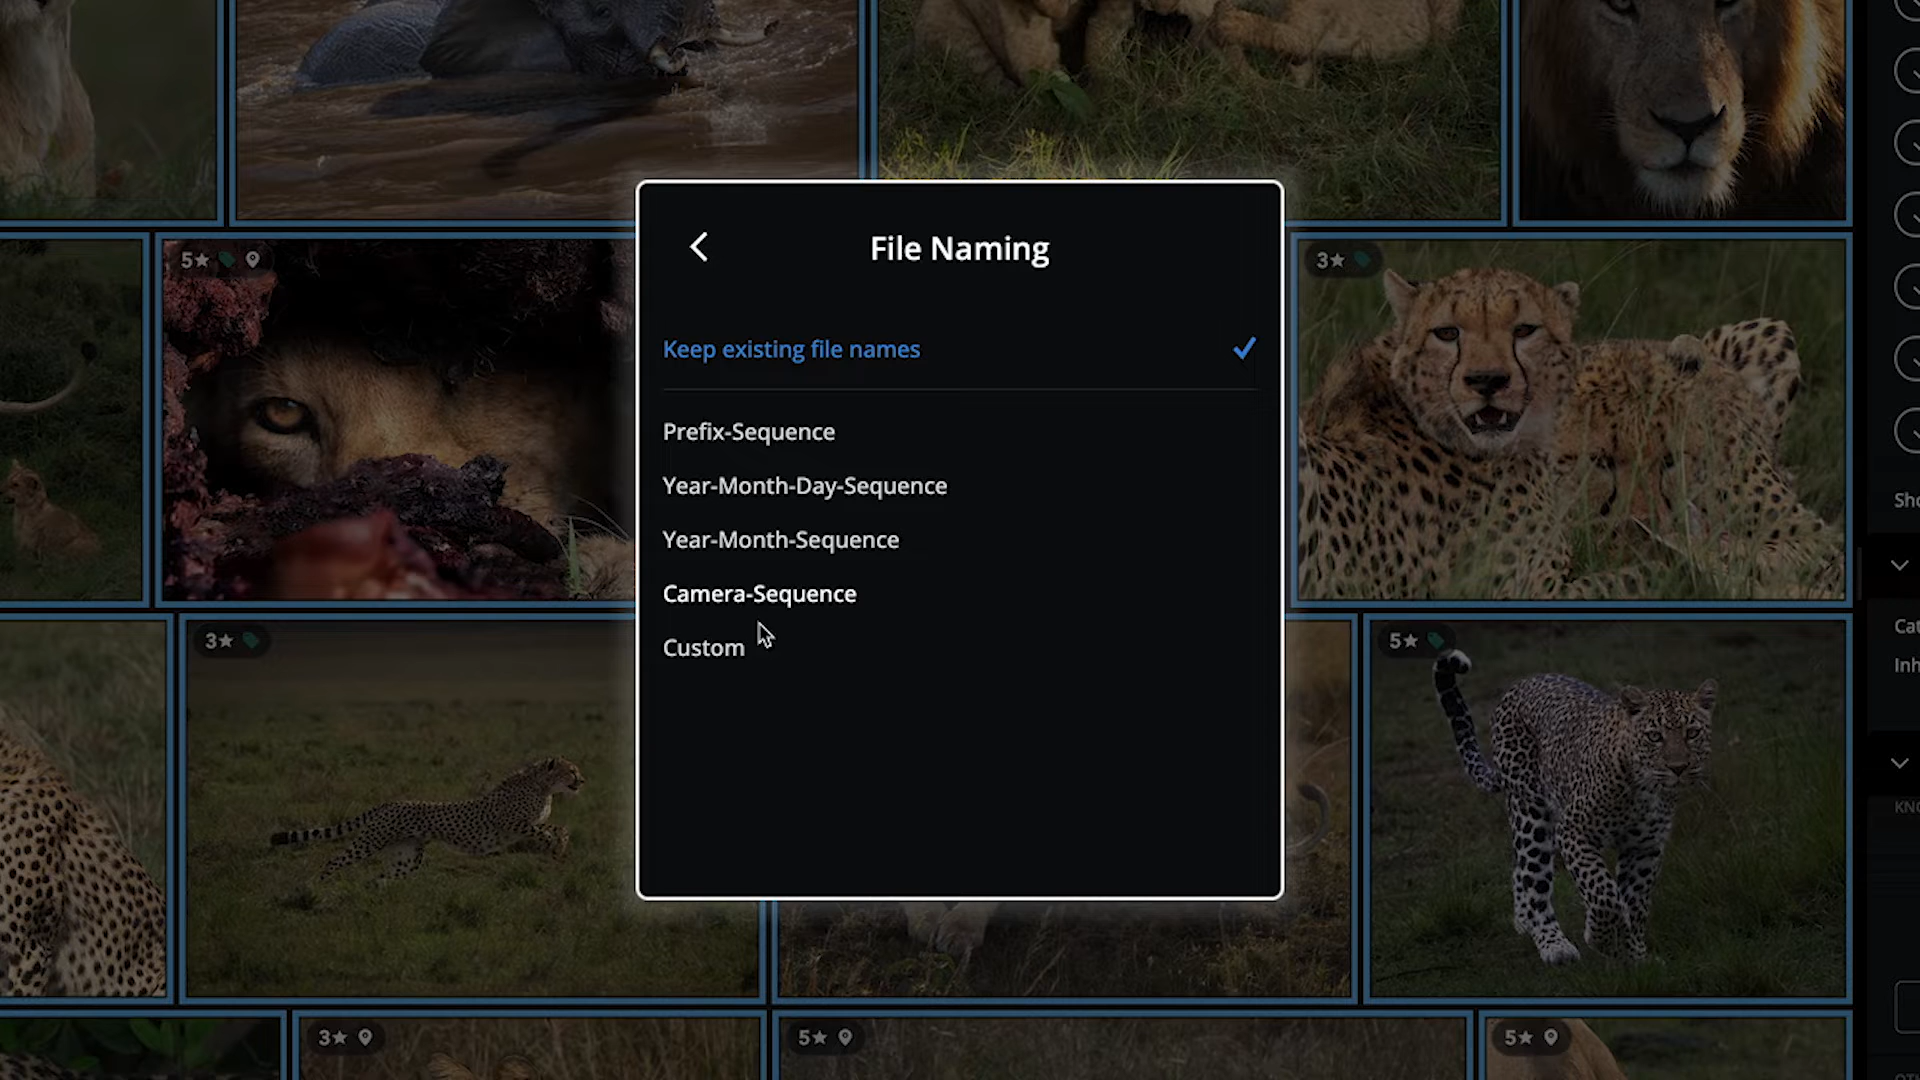 File Naming
5★
3★
Keep existing file names
Prefix-Sequence
Year-Month-Day-Sequence
Year-Month-Sequence
Camera-Sequence
Custom
3★
5★
3★
5★
5★